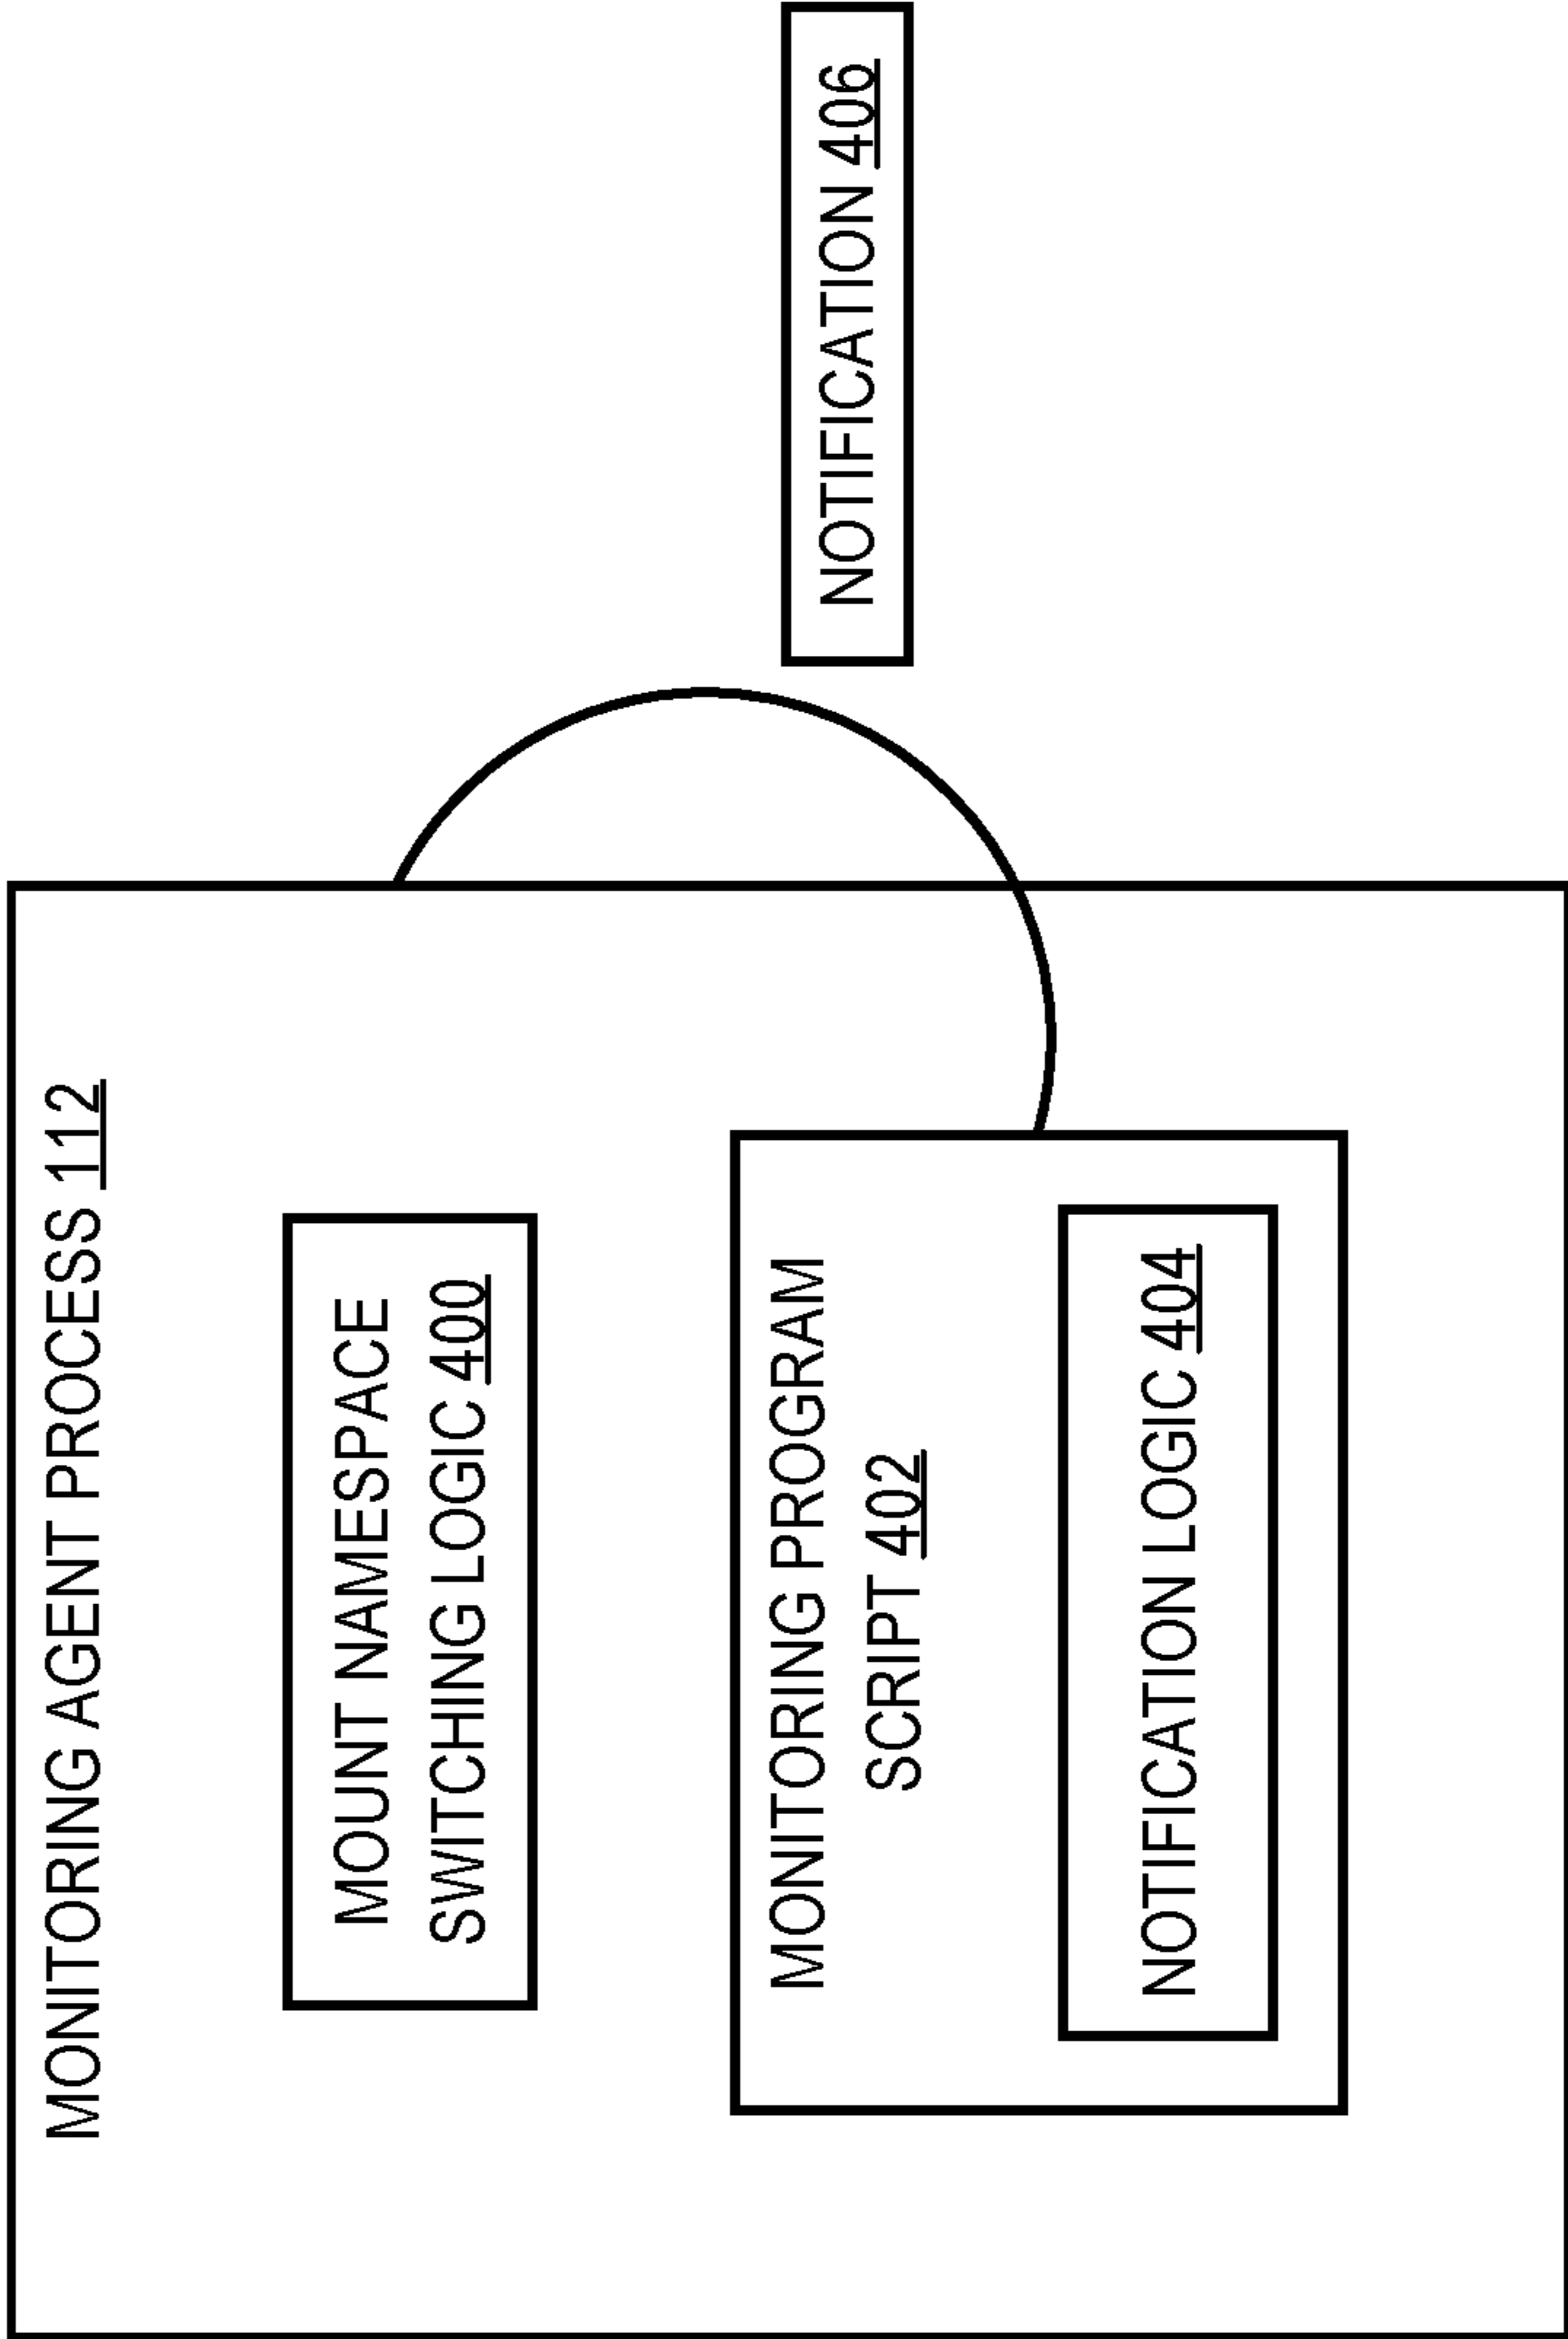 MONITORING AGENT PROCESS 112
MOUNT NAMESPACE
SWITCHING LOGIC 400
MONITORING PROGRAM
SCRIPT 402
NOTIFICATION LOGIC 404
NOTIFICATION 406